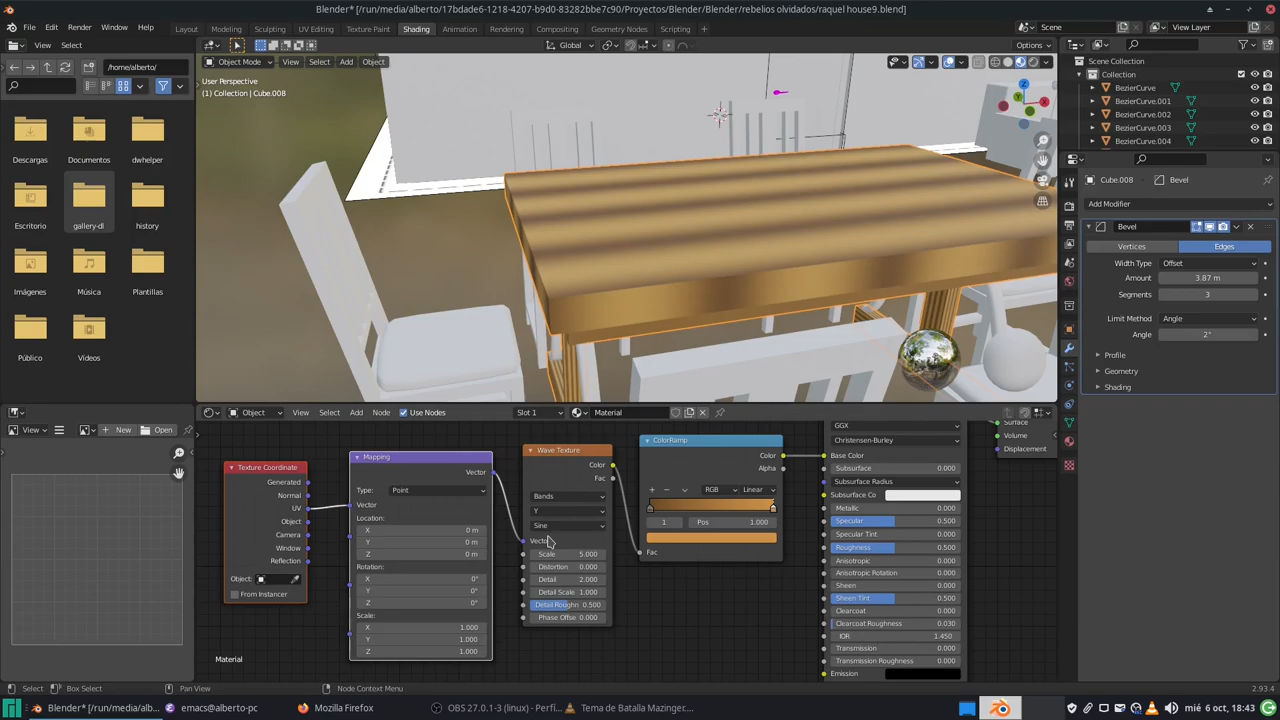 Blender* [/run/media/alberto/17bdade6-1218-4207-b9d0-83282bbe7c90/Proyectos/Blender/Blender/rebelios olvidados/raquel house9.blend]
File Edit Render Window Help Layout Modeling Sculpting UV Editing Texture Paint Shading Animation Rendering Compositing Geometry Nodes Scripting Scene View Layer
View Select Global Options
/home/alberto/ Object Mode View Select Add Object
User Perspective
(1) Collection | Cube.008
Scene Collection
Collection
BezierCurve
BezierCurve.001
BezierCurve.002
BezierCurve.003
BezierCurve.004
Descargas Documentos dwhelper
Escritorio gallery-dl history
Imágenes Música Plantillas
Público Vídeos
Cube.008 Bevel
Add Modifier
Bevel
Vertices Edges
Width Type Offset
Amount 3.87 m
Segments 3
Limit Method Angle
Angle 2°
Profile
Geometry
Shading
View New Open
Object View Select Add Node Use Nodes Slot 1 Material
Texture Coordinate
Generated
Normal
UV
Object
Camera
Window
Reflection
Object:
From Instancer
Mapping
Vector
Type: Point
Vector
Location:
X 0 m
Y 0 m
Z 0 m
Rotation:
X 0°
Y 0°
Z 0°
Scale:
X 1.000
Y 1.000
Z 1.000
Wave Texture
Color
Fac
Bands
Y
Sine
Vector
Scale 5.000
Distortion 0.000
Detail 2.000
Detail Scale 1.000
Detail Roughn 0.500
Phase Offse 0.000
ColorRamp
Color
Alpha
RGB Linear
1 Pos 1.000
Fac
GGX
Christensen-Burley
Base Color
Subsurface 0.000
Subsurface Radius
Subsurface Co
Metallic 0.000
Specular 0.500
Specular Tint 0.000
Roughness 0.500
Anisotropic 0.000
Anisotropic Rotation 0.000
Sheen 0.000
Sheen Tint 0.500
Clearcoat 0.000
Clearcoat Roughness 0.030
IOR 1.450
Transmission 0.000
Transmission Roughness 0.000
Emission
Surface
Volume
Displacement
Material
Select Box Select Pan View Node Context Menu 2.93.4
Blender* [/run/media/alberto/17... emacs@alberto-pc Mozilla Firefox OBS 27.0.1-3 (linux) - Perfi... Tema de Batalla Mazinger.... mié 6 oct, 18:43